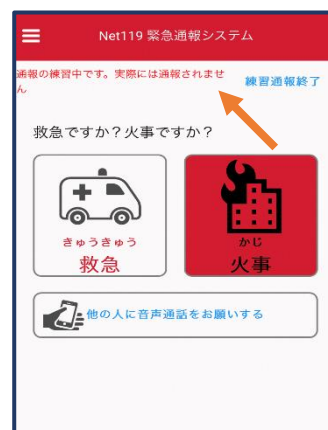 Net119 緊急通報システム
通報の練習中です。実際には通報されませ
ん
練習通報終了
救急ですか？火事ですか？
きゅうきゅう
救急
かじ
火事
他の人に音声通話をお願いする